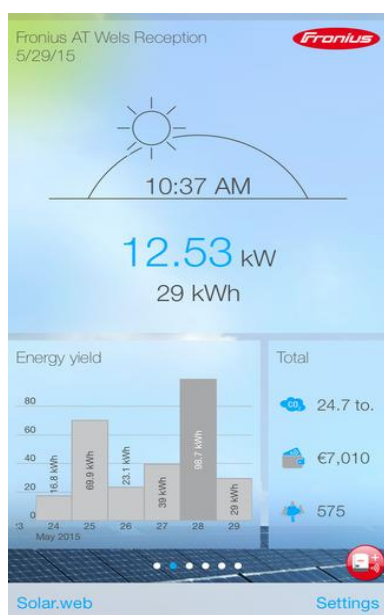 Fronius AT Wels Reception
5/29/15
Fronius
10:37 AM
12.53 kW
29 kWh
Energy yield
80
60
40
20
0
16.8 kWh
69.9 kWh
23.1 kWh
39 kWh
98.7 kWh
29 kWh
'3 24 25 26 27 28 29
May 2015
Total
CO₂ 24.7 to.
€7,010
575
Solar.web
Settings